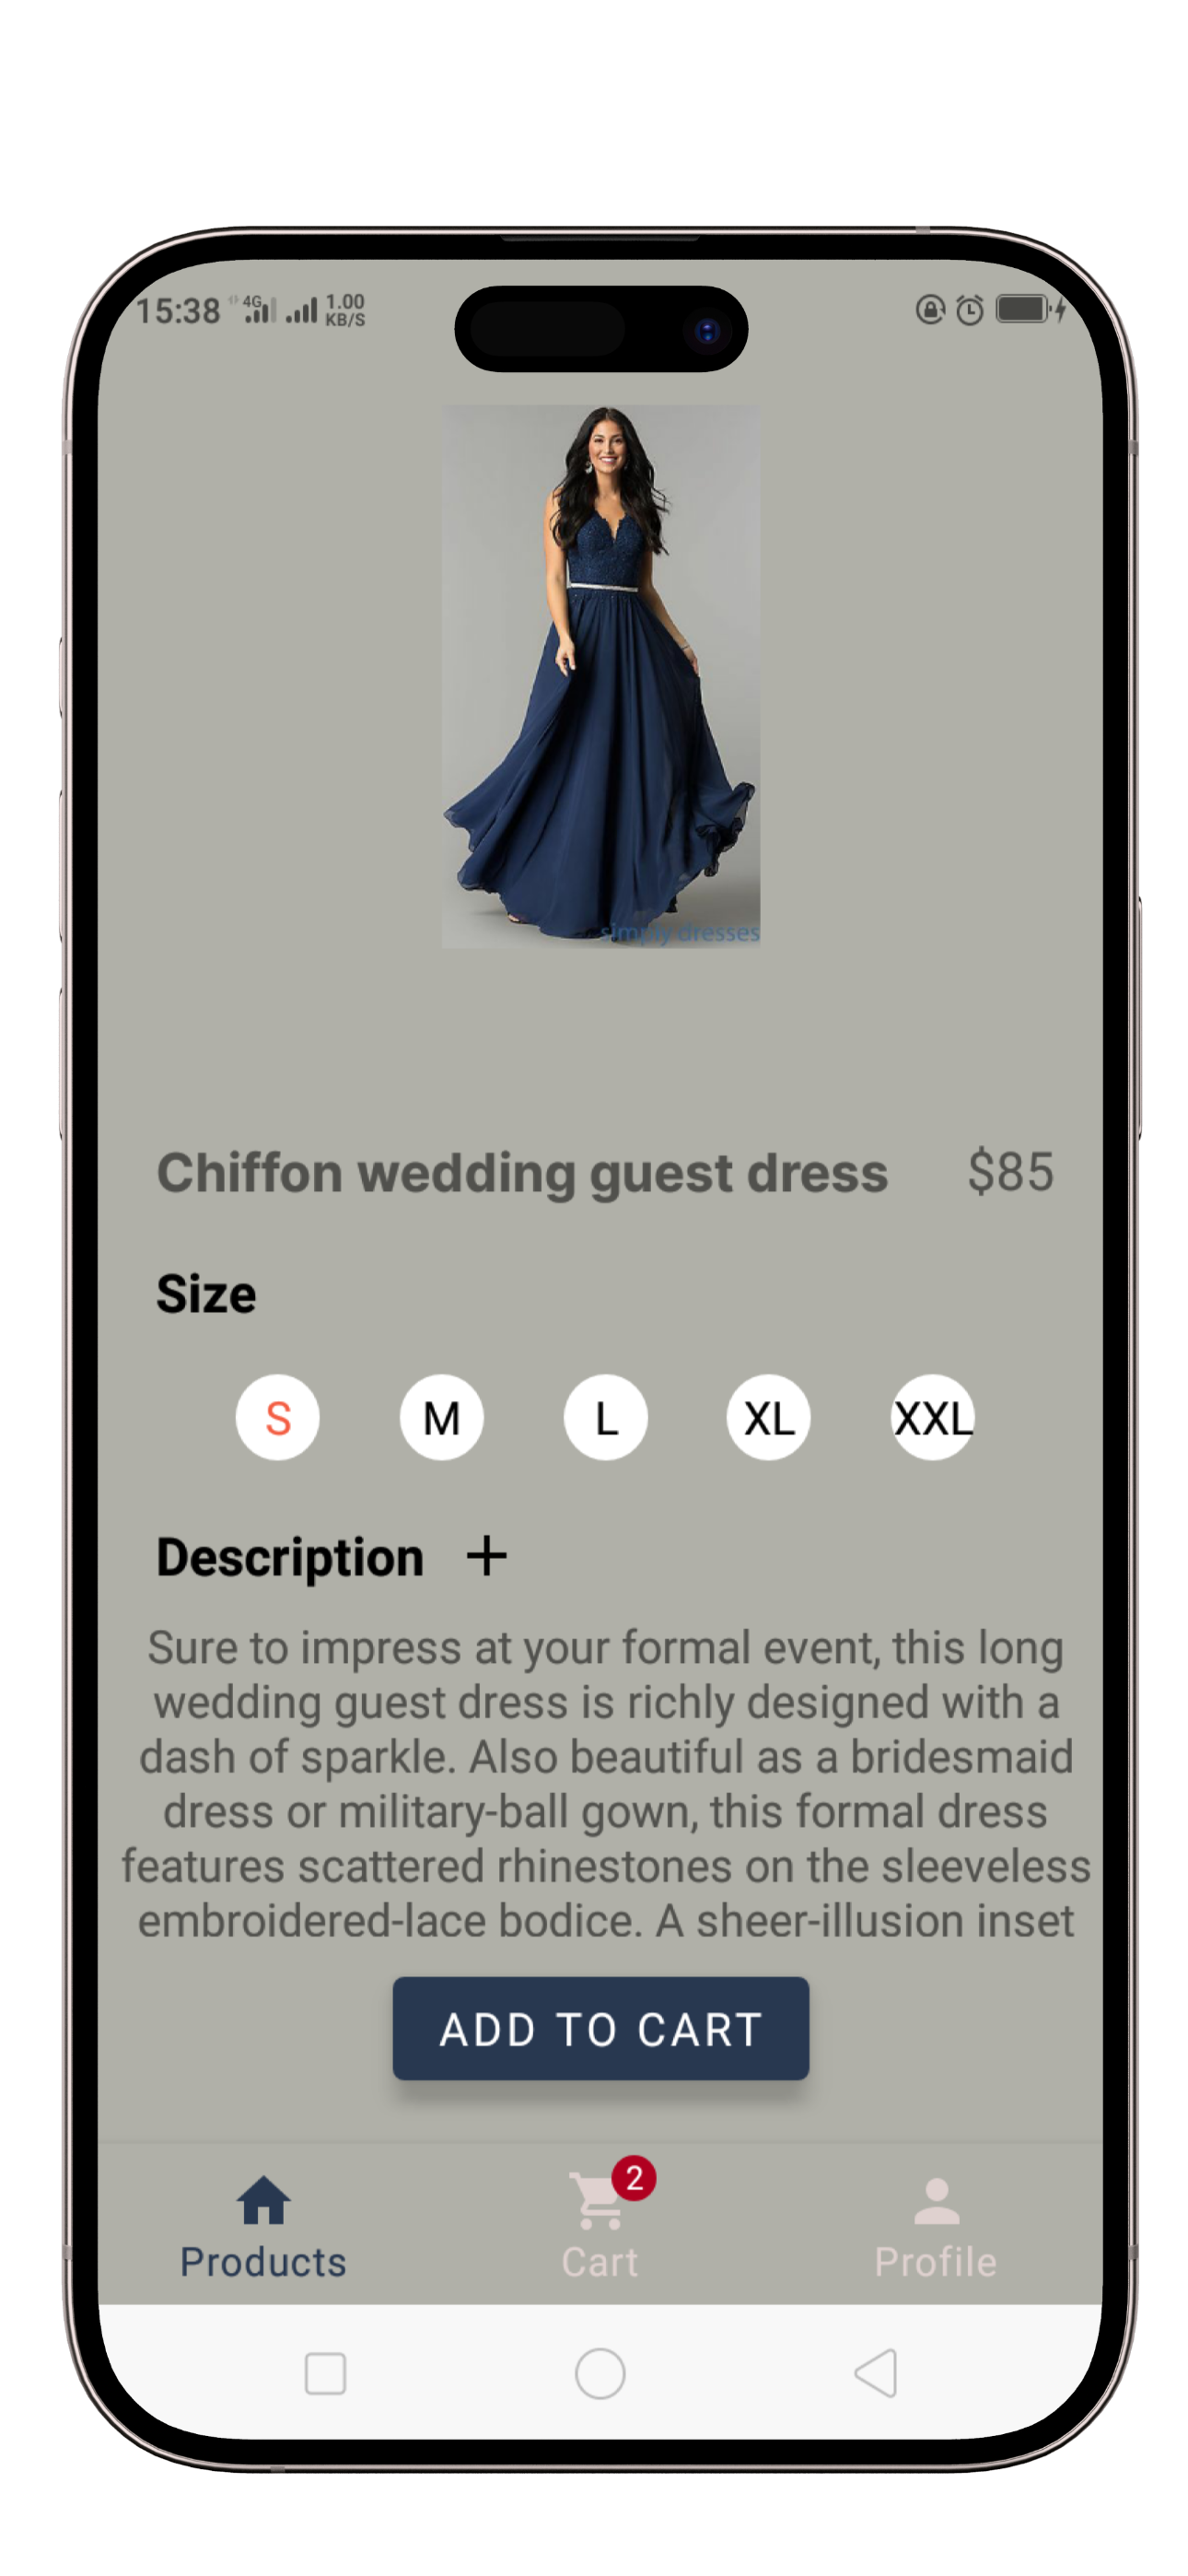 15:38 4G 1.00
KB/S
simply dresses
Chiffon wedding guest dress $85
Size
S M L XL XXL
Description +
Sure to impress at your formal event, this long
wedding guest dress is richly designed with a
dash of sparkle. Also beautiful as a bridesmaid
dress or military-ball gown, this formal dress
features scattered rhinestones on the sleeveless
embroidered-lace bodice. A sheer-illusion inset
ADD TO CART
2
Products Cart Profile